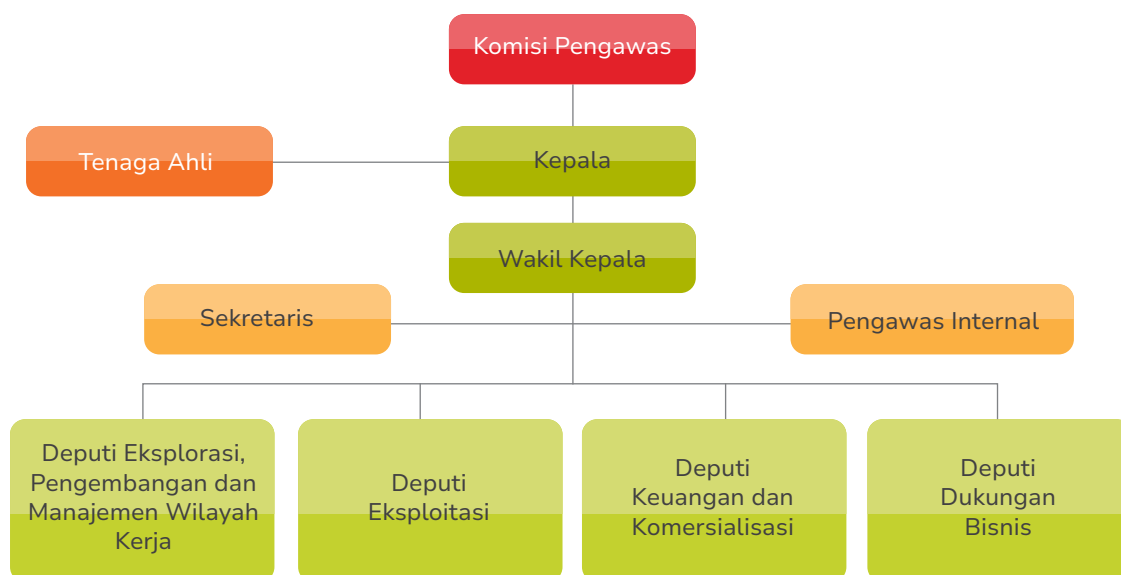 Komisi Pengawas
Tenaga Ahli
Kepala
Wakil Kepala
Sekretaris
Pengawas Internal
Deputi Eksplorasi,
Pengembangan dan
Manajemen Wilayah
Kerja
Deputi
Eksploitasi
Deputi
Keuangan dan
Komersialisasi
Deputi
Dukungan
Bisnis